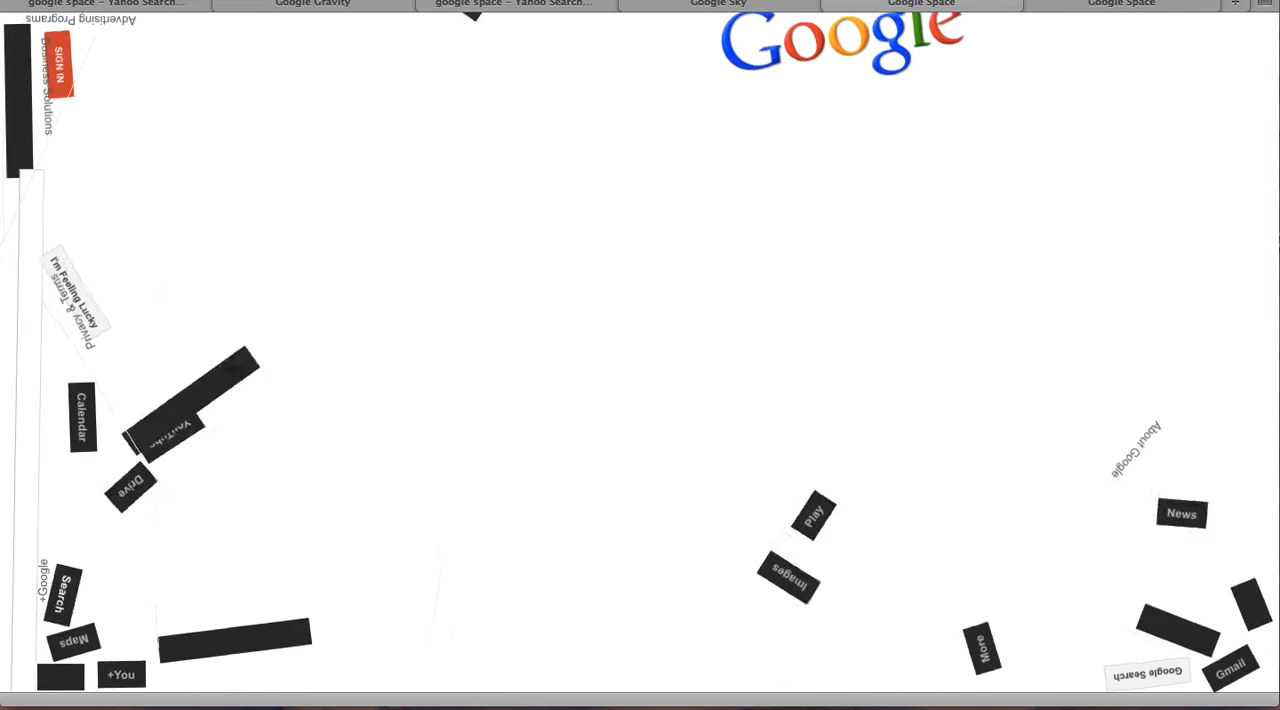 google space – Yahoo Search...
Google Gravity
google space – Yahoo Search...
Google Sky
Google Space
Google Space
Advertising Programs
Google
SIGN IN
Business Solutions
I'm Feeling Lucky
Privacy & Terms
Calendar
YouTube
Drive
About Google
Play
News
Images
+Google
Search
Maps
More
+You
Google Search
Gmail